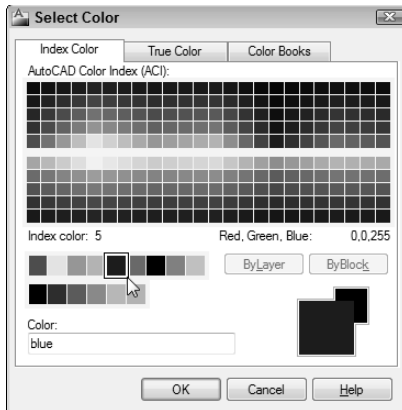 Select Color
Index Color True Color Color Books
AutoCAD Color Index (ACI):
Index color: 5 Red, Green, Blue: 0,0,255
ByLayer ByBlock
Color:
blue
OK Cancel Help